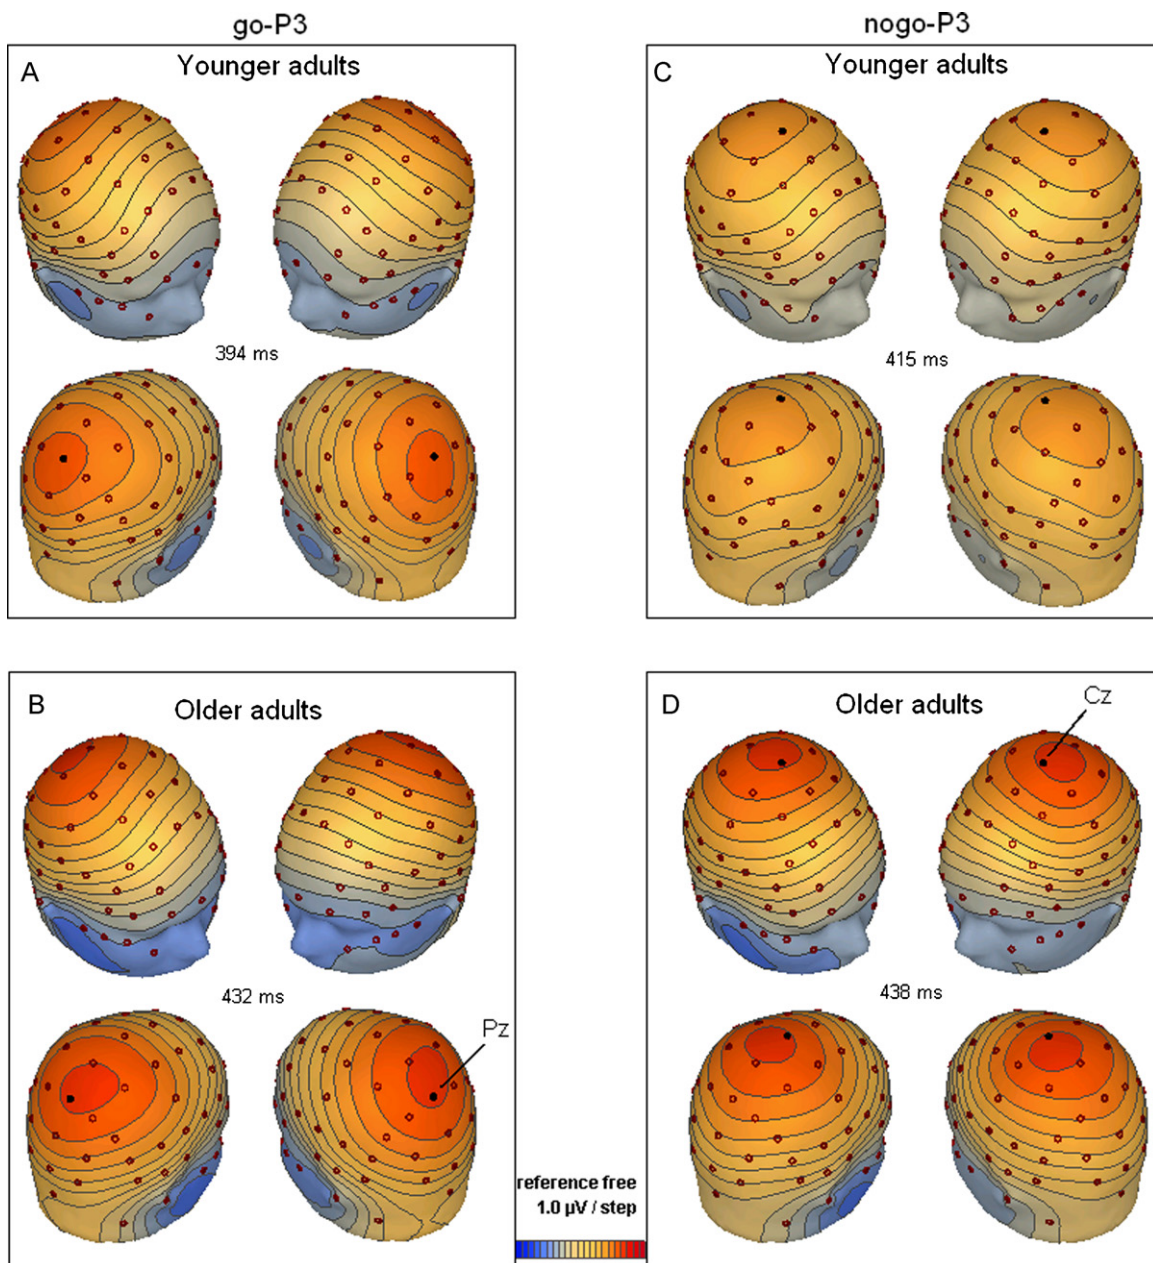 go-P3
nogo-P3
A
Younger adults
394 ms
C
Younger adults
415 ms
B
Older adults
432 ms
Pz
D
Older adults
Cz
438 ms
reference free
1.0 µV / step